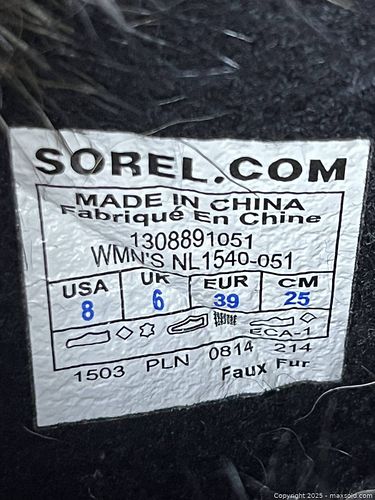 SOREL.COM
MADE IN CHINA
Fabriqué En Chine
1308891051
WMN'S NL1540-051
USA UK EUR CM
8 6 39 25
ECA-1
1503 PLN 0814 214
Faux Fur
Copyright 2025 - maxsold.com